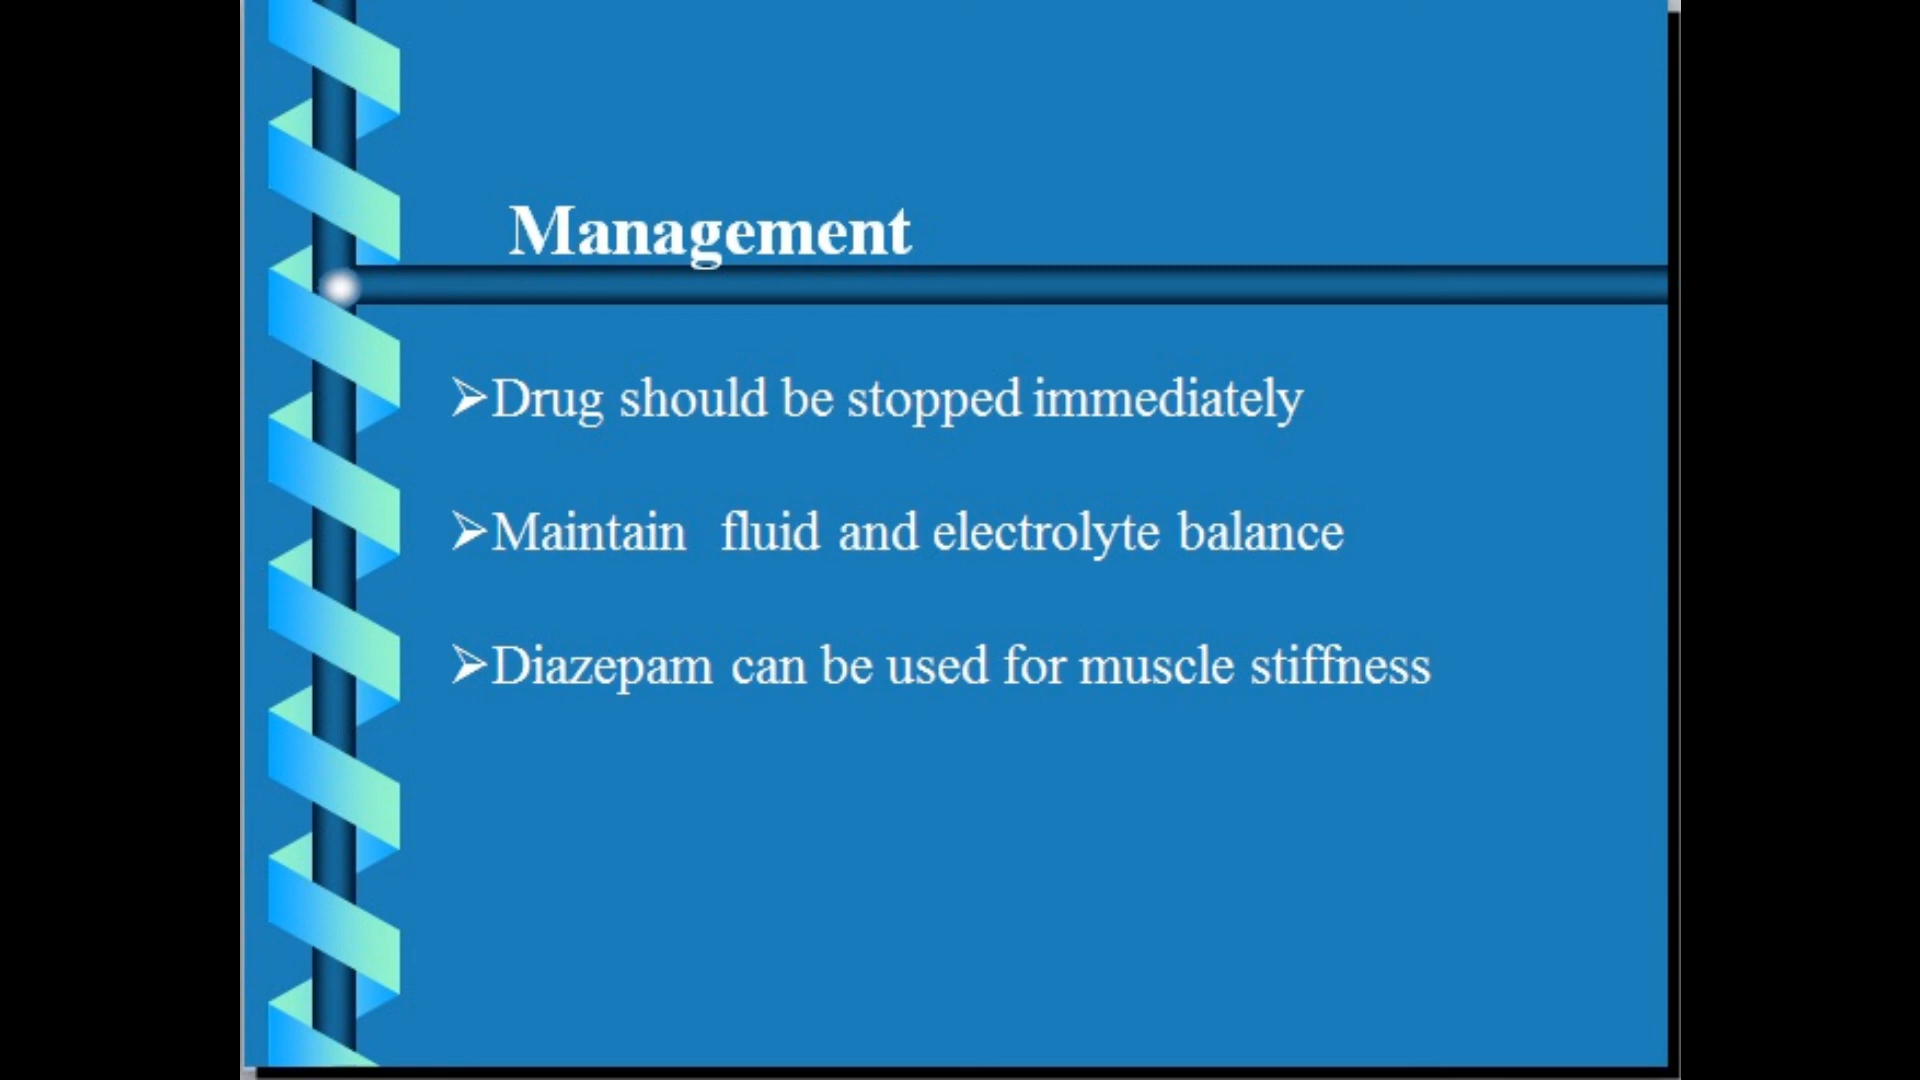 Management
➢Drug should be stopped immediately
➢Maintain fluid and electrolyte balance
➢Diazepam can be used for muscle stiffness